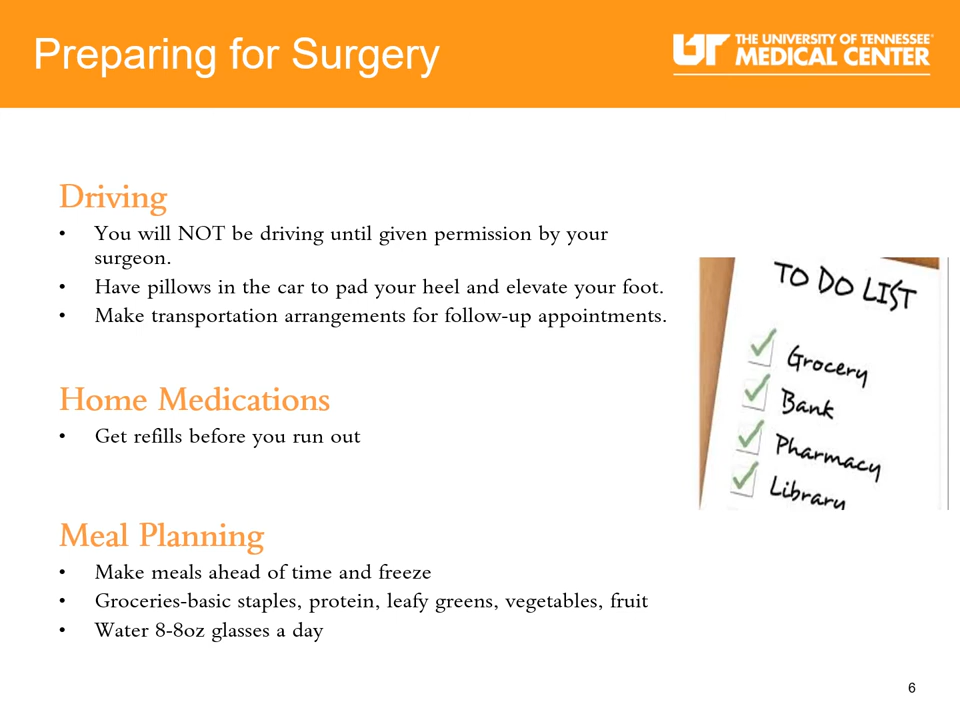 Preparing for Surgery
UT THE UNIVERSITY OF TENNESSEE
MEDICAL CENTER
Driving
• You will NOT be driving until given permission by your
surgeon.
• Have pillows in the car to pad your heel and elevate your foot.
• Make transportation arrangements for follow-up appointments.
TO DO LIST
Grocery
Bank
Pharmacy
Library
Home Medications
• Get refills before you run out
Meal Planning
• Make meals ahead of time and freeze
• Groceries-basic staples, protein, leafy greens, vegetables, fruit
• Water 8-8oz glasses a day
6